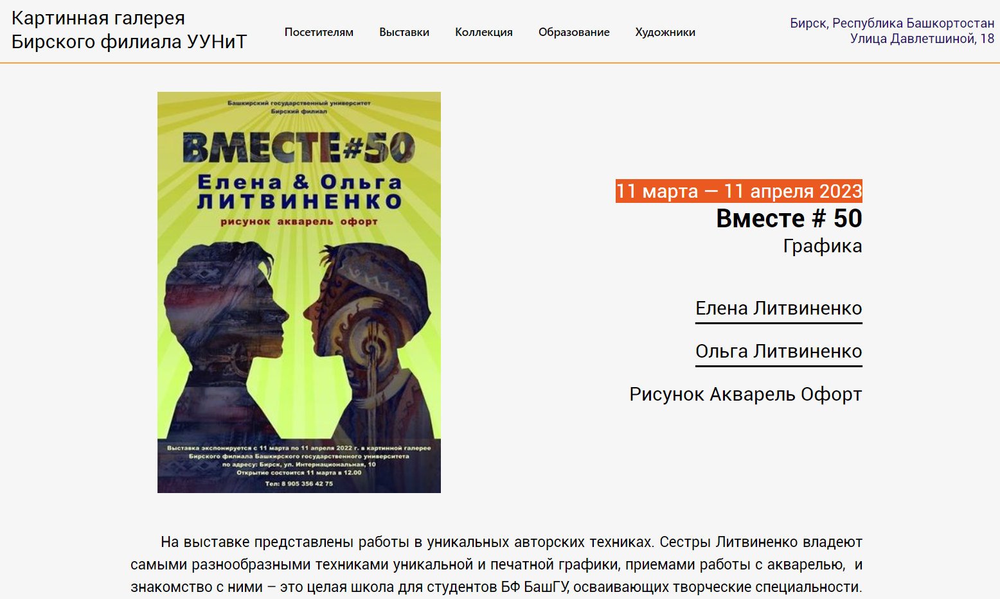 Картинная галерея
Бирского филиала УУНиТ
Посетителям
Выставки
Коллекция
Образование
Художники
Бирск, Республика Башкортостан
Улица Давлетшиной, 18
Башкирский государственный университет
Бирский филиал
ВМЕСТЕ#50
Елена & Ольга
ЛИТВИНЕНКО
рисунок акварель офорт
Выставка экспонируется с 11 марта по 11 апреля 2022 г. в картинной галерее
Бирского филиала Башкирского государственного университета
по адресу: Бирск, ул. Интернациональная, 10
Открытие состоится 11 марта в 12.00
Тел: 8 905 356 42 75
11 марта — 11 апреля 2023
Вместе # 50
Графика
Елена Литвиненко
Ольга Литвиненко
Рисунок Акварель Офорт
На выставке представлены работы в уникальных авторских техниках. Сестры Литвиненко владеют
самыми разнообразными техниками уникальной и печатной графики, приемами работы с акварелью, и
знакомство с ними – это целая школа для студентов БФ БашГУ, осваивающих творческие специальности.